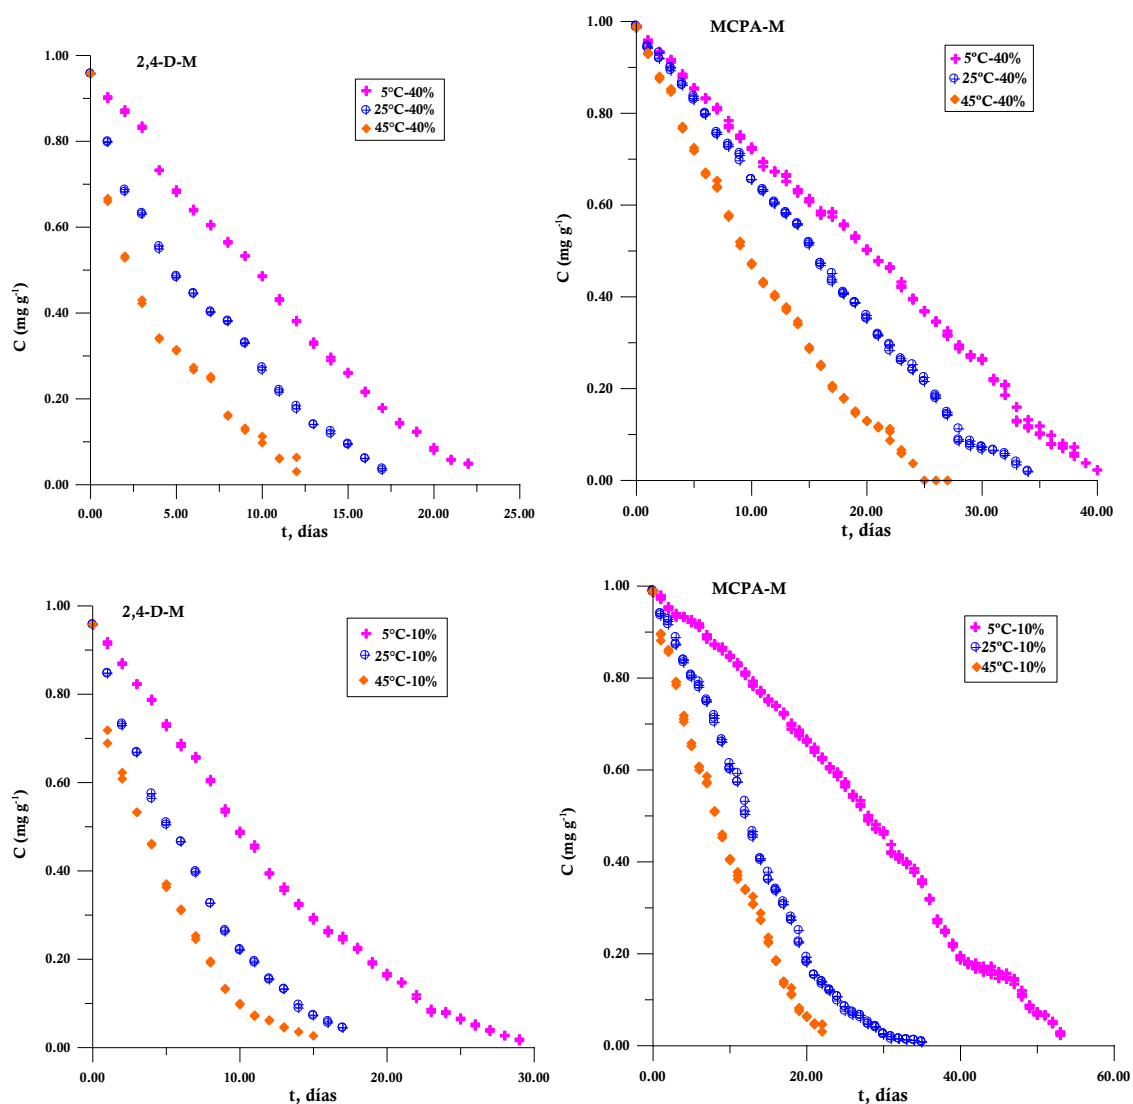 2,4-D-M
5°C-40%
25°C-40%
45°C-40%
C (mg g-1)
1.00
0.80
0.60
0.40
0.20
0.00
0.00 5.00 10.00 15.00 20.00 25.00
t, días
MCPA-M
5ºC-40%
25ºC-40%
45ºC-40%
C (mg g-1)
1.00
0.80
0.60
0.40
0.20
0.00
0.00 10.00 20.00 30.00 40.00
t, días
2,4-D-M
5°C-10%
25°C-10%
45°C-10%
C (mg g-1)
1.00
0.80
0.60
0.40
0.20
0.00
0.00 10.00 20.00 30.00
t, días
MCPA-M
5ºC-10%
25ºC-10%
45ºC-10%
C (mg g-1)
1.00
0.80
0.60
0.40
0.20
0.00
0.00 20.00 40.00 60.00
t, días